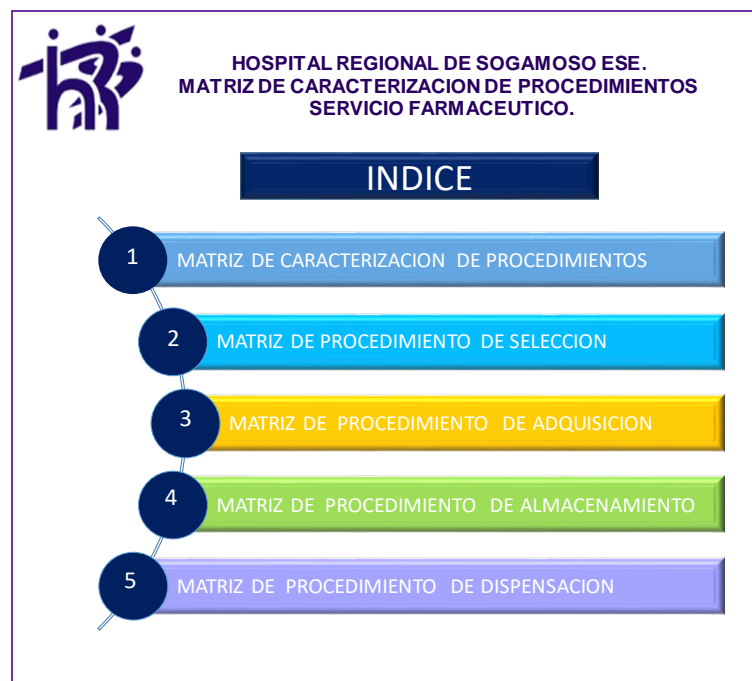 HOSPITAL REGIONAL DE SOGAMOSO ESE.
MATRIZ DE CARACTERIZACION DE PROCEDIMIENTOS
SERVICIO FARMACEUTICO.
INDICE
1 MATRIZ DE CARACTERIZACION DE PROCEDIMIENTOS
2 MATRIZ DE PROCEDIMIENTO DE SELECCION
3 MATRIZ DE PROCEDIMIENTO DE ADQUISICION
4 MATRIZ DE PROCEDIMIENTO DE ALMACENAMIENTO
5 MATRIZ DE PROCEDIMIENTO DE DISPENSACION